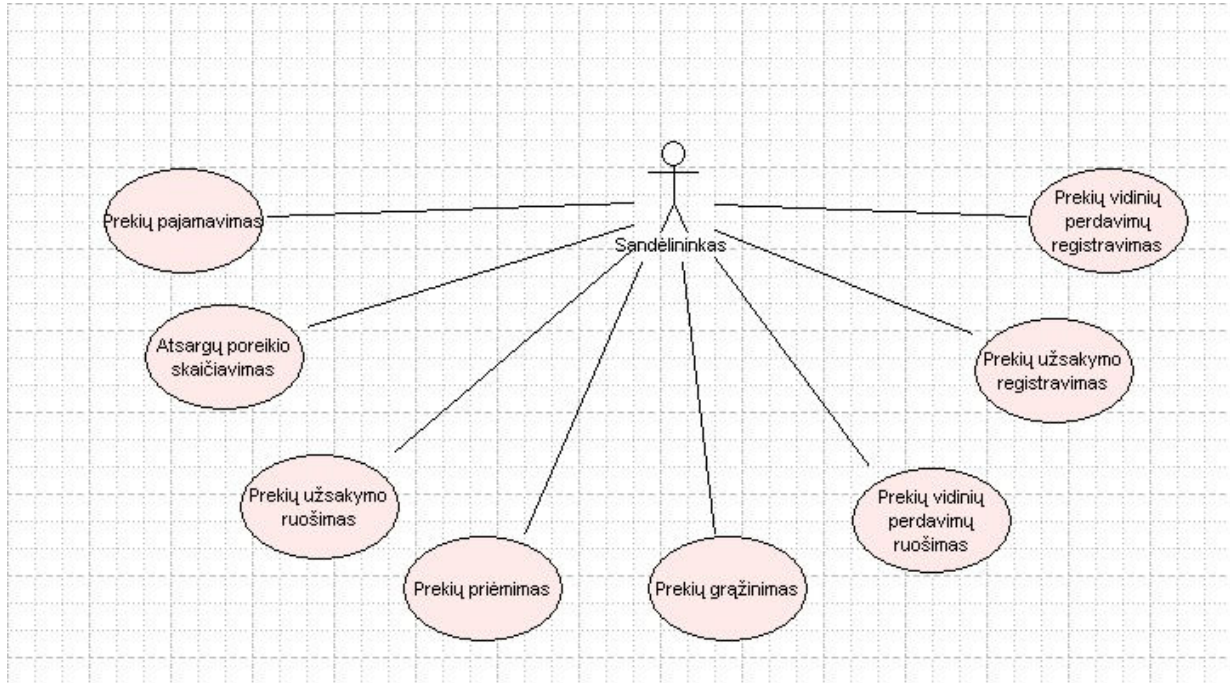 Prekių pajamavimas
Sandėlininkas
Prekių vidinių
perdavimų
registravimas
Atsargų poreikio
skaičiavimas
Prekių užsakymo
registravimas
Prekių užsakymo
ruošimas
Prekių vidinių
perdavimų
ruošimas
Prekių priėmimas
Prekių grąžinimas